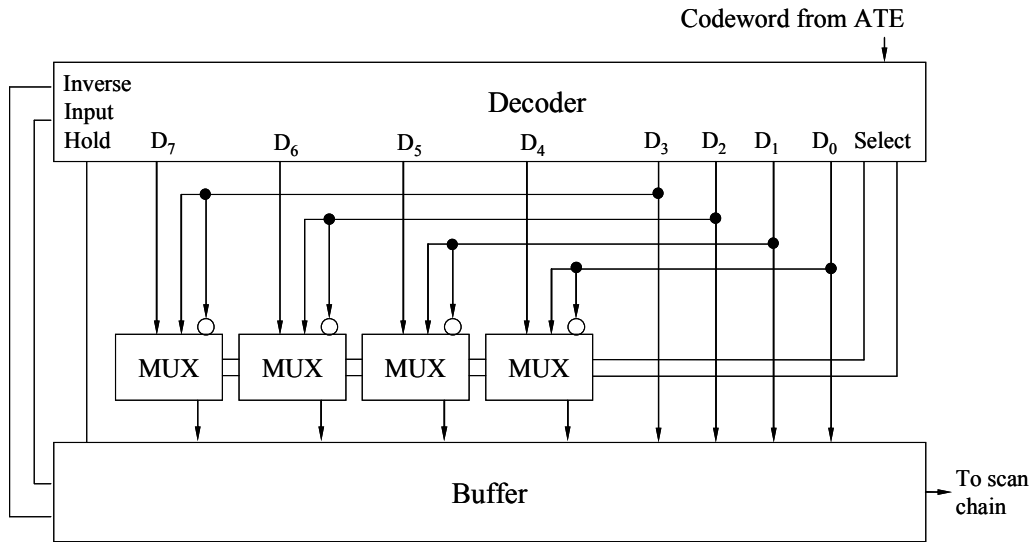 Codeword from ATE
Inverse
Input
Hold
Decoder
D₇ D₆ D₅ D₄ D₃ D₂ D₁ D₀ Select
MUX MUX MUX MUX
Buffer
To scan
chain